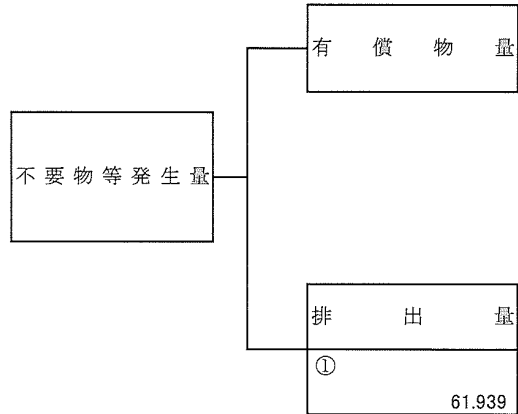 有償物量
不要物等発生量
排出量
①
61.939